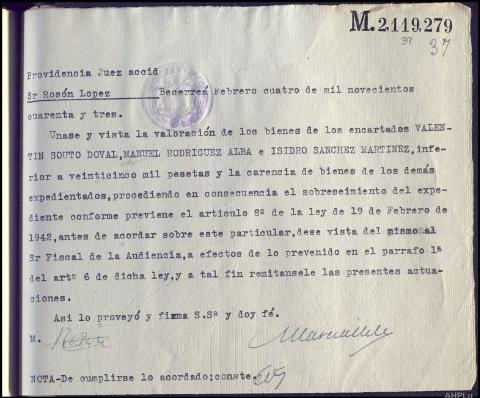 M.2.119.279
39
37
Providencia Juez accid
Sr Rosón Lopez Becerreá Febrero cuatro de mil novecientos
cuarenta y tres.
Unase y vista la valoración de los bienes de los encartados VALEN-
TIN SOUTO DOVAL,MANUEL RODRIGUEZ ALBA e ISIDRO SANCHEZ MARTINEZ,infe-
rior a veinticinco mil pesetas y la carencia de bienes de los demás
expedientados,procediendo en consecuencia el sobreseimiento del expe-
diente conforme previene el articulo 8º de la ley de 19 de Febrero de
1942,antes de acordar sobre este particular,dese vista del mismoal
Sr Fiscal de la Audiencia,a efectos de lo prevenido en el parrafo 1ª
del artº 6 de dicha ley,y a tal fin remitansele las presentes actua-
ciones.
Asi lo proveyó y firma S.Sª y doy fé.
M.
NOTA-De cumplirse lo acordado;conste.
AHPLu